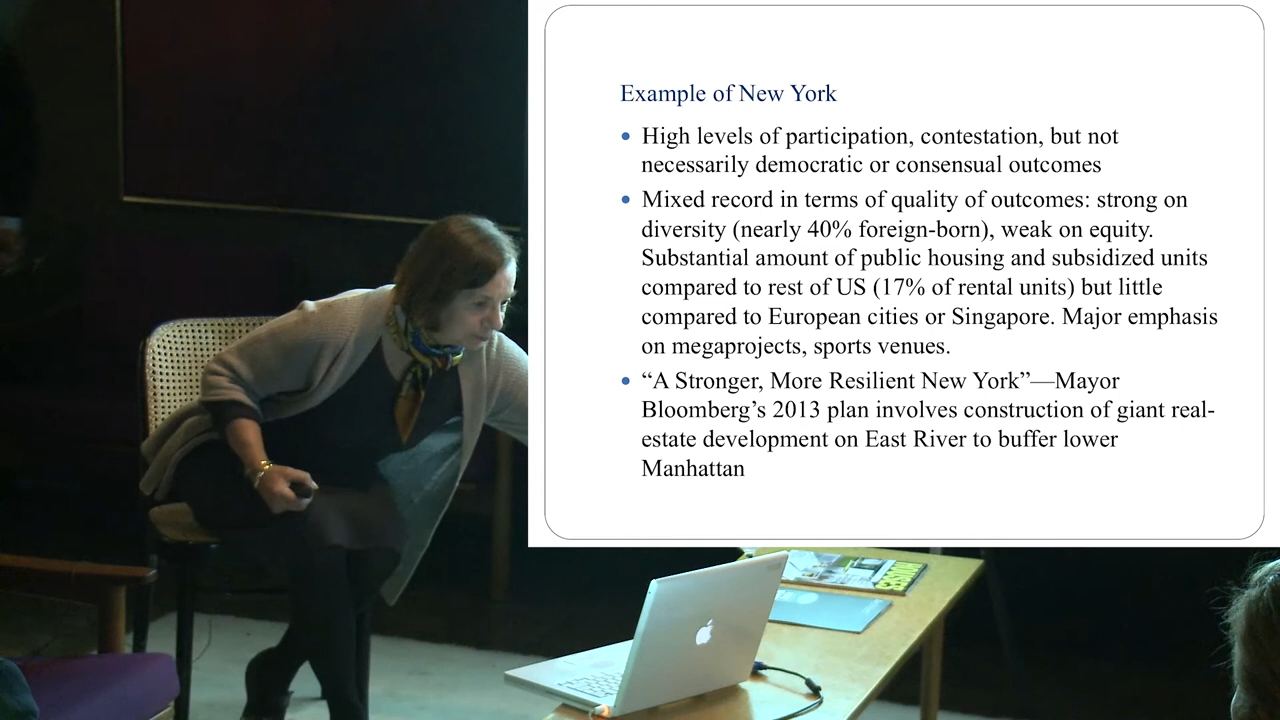 Example of New York
• High levels of participation, contestation, but not
necessarily democratic or consensual outcomes
• Mixed record in terms of quality of outcomes: strong on
diversity (nearly 40% foreign-born), weak on equity.
Substantial amount of public housing and subsidized units
compared to rest of US (17% of rental units) but little
compared to European cities or Singapore. Major emphasis
on megaprojects, sports venues.
• “A Stronger, More Resilient New York”—Mayor
Bloomberg’s 2013 plan involves construction of giant real-
estate development on East River to buffer lower
Manhattan